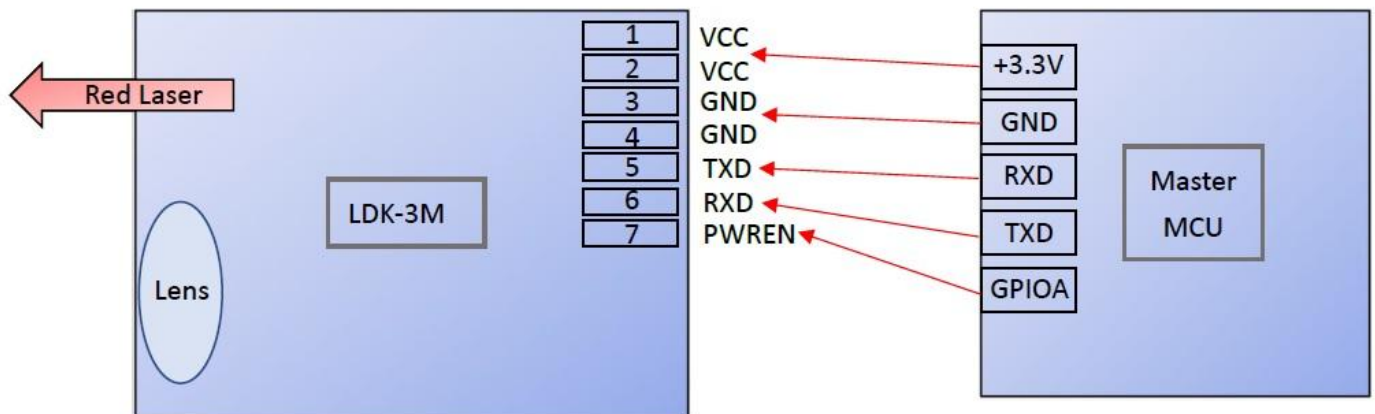 Red Laser
LDK-3M
Lens
1
2
3
4
5
6
7
VCC
VCC
GND
GND
TXD
RXD
PWREN
+3.3V
GND
RXD
TXD
GPIOA
Master
MCU